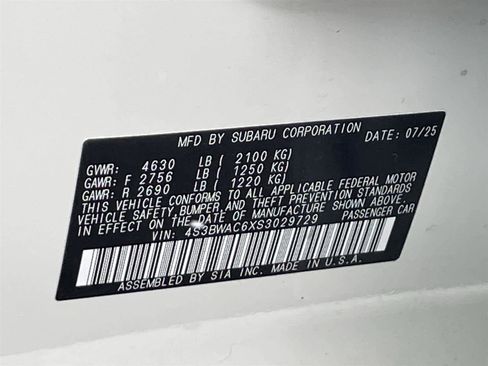 MFD BY SUBARU CORPORATION DATE: 07/25
GVWR: 4630 LB ( 2100 KG)
GAWR: F 2756 LB ( 1250 KG)
GAWR: R 2690 LB ( 1220 KG)
THIS VEHICLE CONFORMS TO ALL APPLICABLE FEDERAL MOTOR
VEHICLE SAFETY, BUMPER, AND THEFT PREVENTION STANDARDS
IN EFFECT ON THE DATE OF MANUFACTURE SHOWN ABOVE.
VIN: 4S3BWAC6XS3029729 PASSENGER CAR
ASSEMBLED BY SIA INC. MADE IN U.S.A.